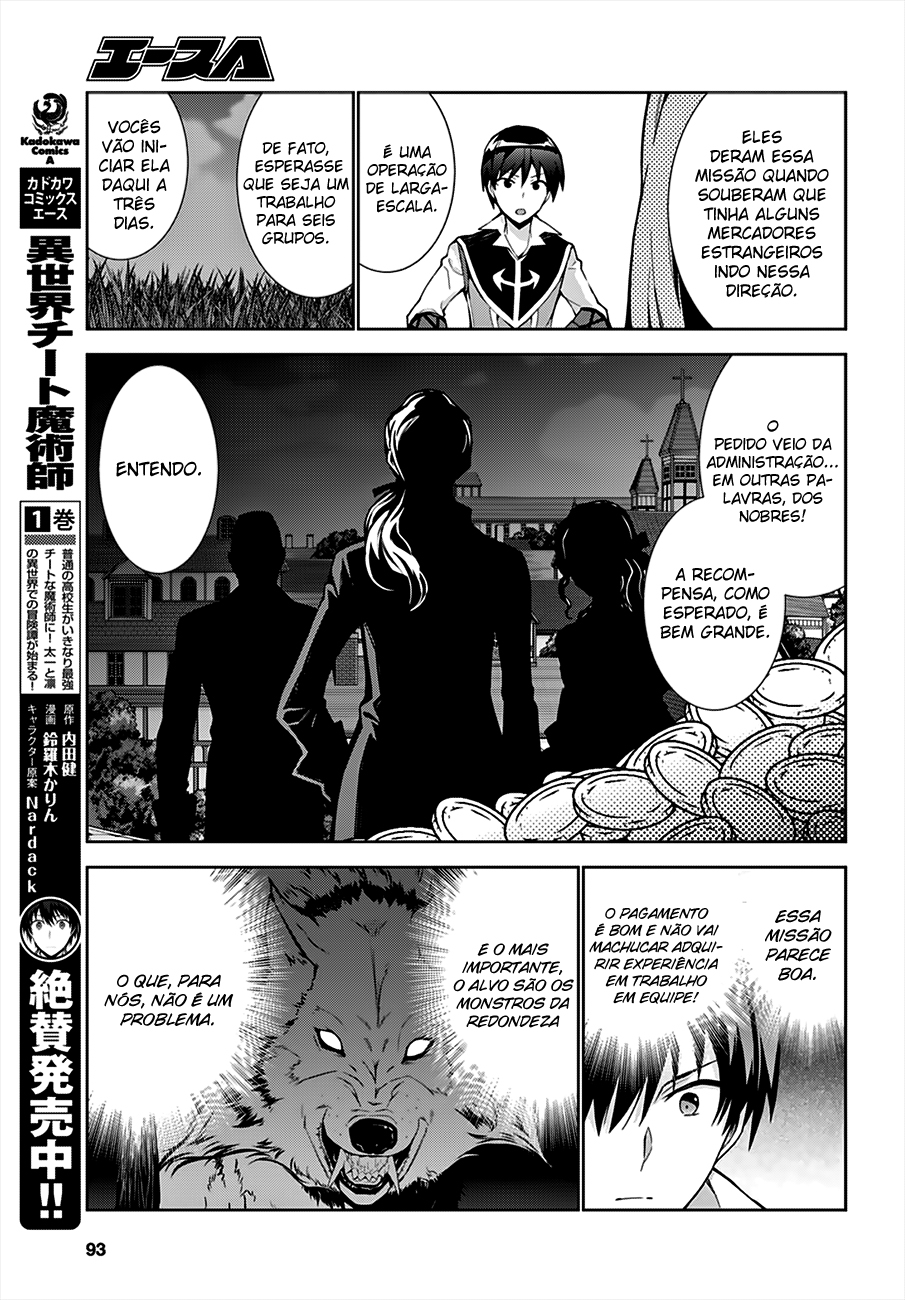 エースA
ELES
DERAM ESSA
MISSÃO QUANDO
SOUBERAM QUE
TINHA ALGUNS
MERCADORES
ESTRANGEIROS
INDO NESSA
DIREÇÃO.
É UMA
OPERAÇÃO
DE LARGA-
ESCALA.
DE FATO,
ESPERASSE
QUE SEJA UM
TRABALHO
PARA SEIS
GRUPOS.
VOCÊS
VÃO INI-
CIAR ELA
DAQUI A
TRÊS
DIAS.
O
PEDIDO VEIO DA
ADMINISTRAÇÃO...
EM OUTRAS PA-
LAVRAS, DOS
NOBRES!
A RECOM-
PENSA, COMO
ESPERADO, É
BEM GRANDE.
ENTENDO.
ESSA
MISSÃO
PARECE
BOA.
O PAGAMENTO
É BOM E NÃO VAI
MACHUCAR ADQUI-
RIR EXPERIÊNCIA
EM TRABALHO
EM EQUIPE!
E O MAIS
IMPORTANTE,
O ALVO SÃO OS
MONSTROS DA
REDONDEZA
O QUE, PARA
NÓS, NÃO É UM
PROBLEMA.
Kadokawa
Comics
A
カドカワ
コミックス
エース
異世界チート魔術師
1巻
普通の高校生がいきなり最強
チートな魔術師に！太一と凛
の異世界での冒険譚が始まる！
原作 内田健
漫画 鈴羅木かりん
キャラクター原案 Nardack
絶賛発売中!!
93